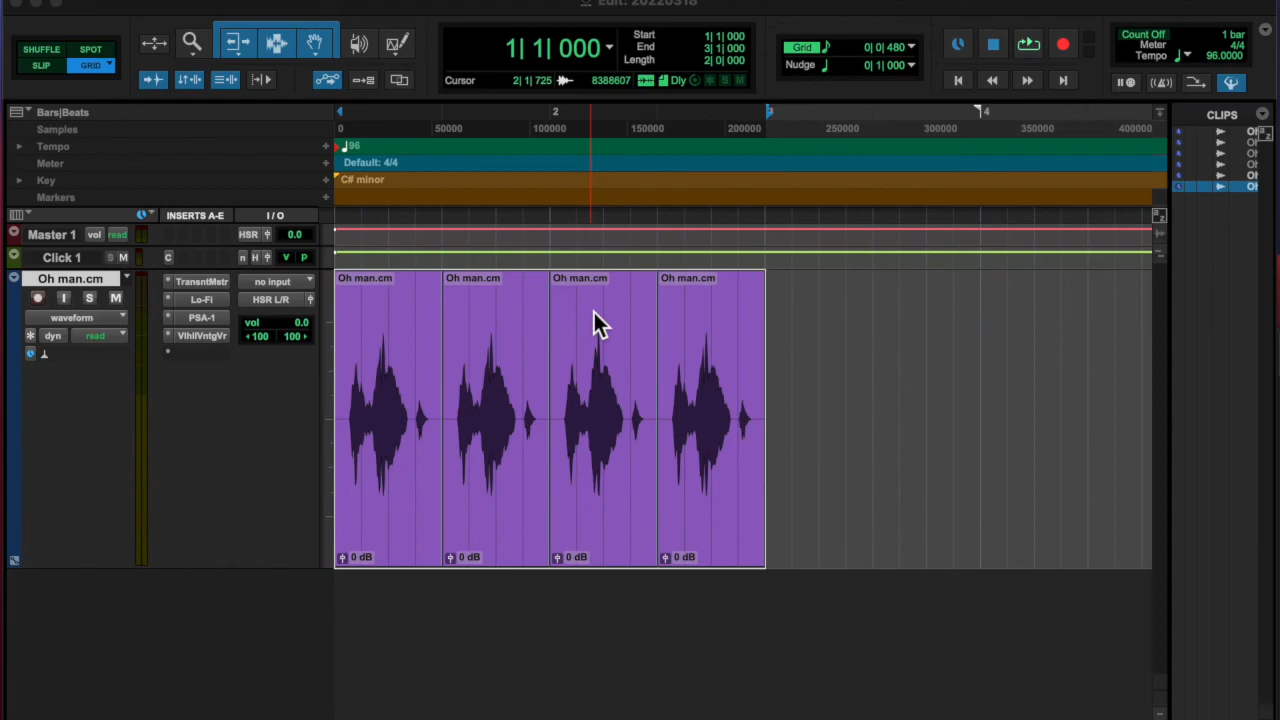 Edit: 20220318
SHUFFLE SPOT
SLIP GRID
1| 1| 000
Start 1| 1| 000
End 3| 1| 000
Length 2| 0| 000
Cursor 2| 1| 725 8388607 Dly S M
Grid 0| 0| 480
Nudge 0| 1| 000
Count Off 1 bar
Meter 4/4
Tempo 96.0000
Bars|Beats 2 3 4
Samples 0 50000 100000 150000 200000 250000 300000 350000 400000
Tempo 96
Meter Default: 4/4
Key C# minor
Markers
CLIPS
INSERTS A-E I / O
Master 1 vol read HSR 0.0
Click 1 S M C n H v p
Oh man.cm
I S M
waveform
dyn read
TransntMstr no input
Lo-Fi HSR L/R
PSA-1 vol 0.0
VlhllVntgVr 100 100
Oh man.cm Oh man.cm Oh man.cm Oh man.cm
0 dB 0 dB 0 dB 0 dB
a z
a z